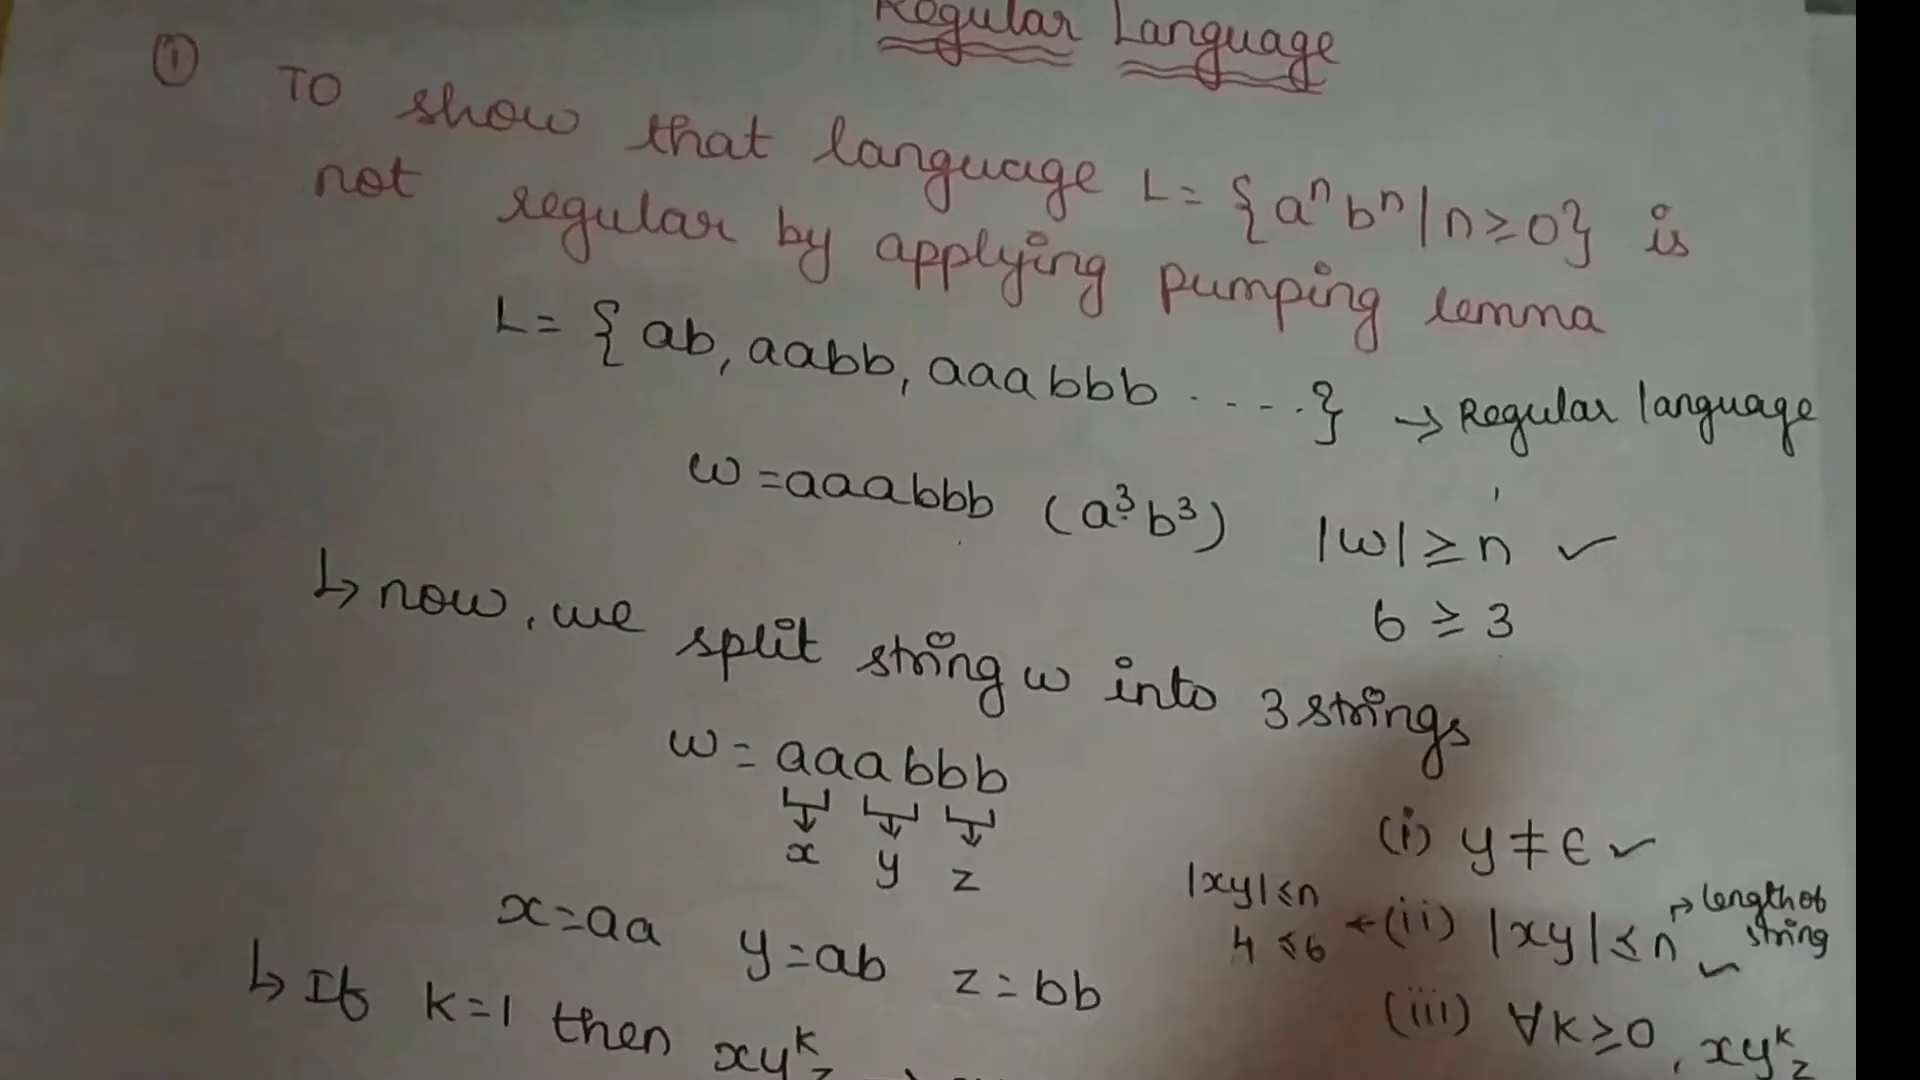 Regular Language
① To show that language L = {aⁿ bⁿ | n ≥ 0} is
not regular by applying pumping lemma
L = { ab, aabb, aaabbb ..... } → Regular language
w = aaabbb (a³b³) |w| ≥ n ✓
6 ≥ 3
↳ now, we split string w into 3 strings
w = aaabbb
x y z
(i) y ≠ ϵ ✓
x = aa y = ab z = bb
|xy| ≤ n
4 ≤ 6
← (ii) |xy| ≤ n ✓ → length of
string
(iii) ∀k ≥ 0, xyᵏz
↳ If k = 1 then xyᵏz